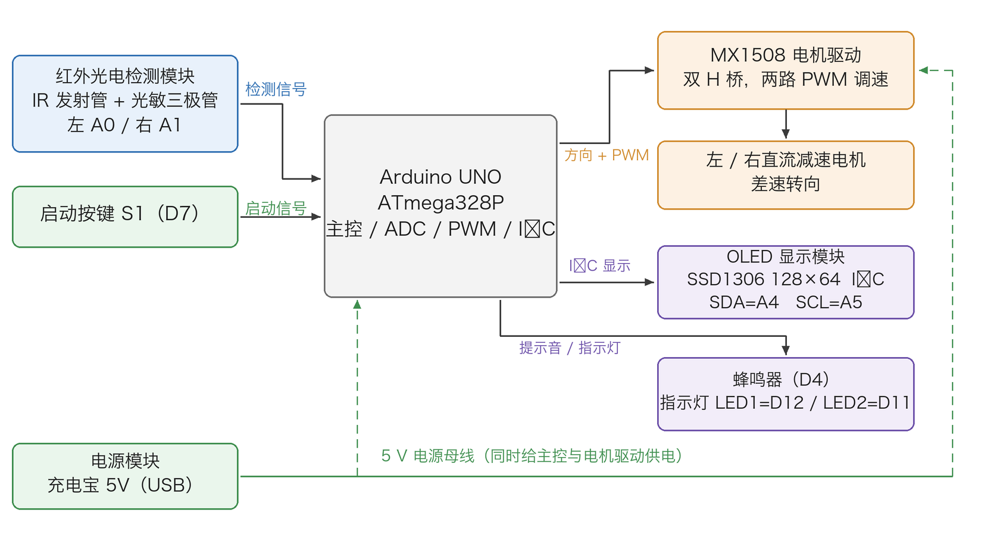 红外光电检测模块
IR 发射管 + 光敏三极管
左 A0 / 右 A1
检测信号
启动按键 S1（D7）
启动信号
Arduino UNO
ATmega328P
主控 / ADC / PWM / I☒C
方向 + PWM
MX1508 电机驱动
双 H 桥，两路 PWM 调速
左 / 右直流减速电机
差速转向
I☒C 显示
OLED 显示模块
SSD1306 128×64 I☒C
SDA=A4 SCL=A5
提示音 / 指示灯
蜂鸣器（D4）
指示灯 LED1=D12 / LED2=D11
电源模块
充电宝 5V（USB）
5 V 电源母线（同时给主控与电机驱动供电）